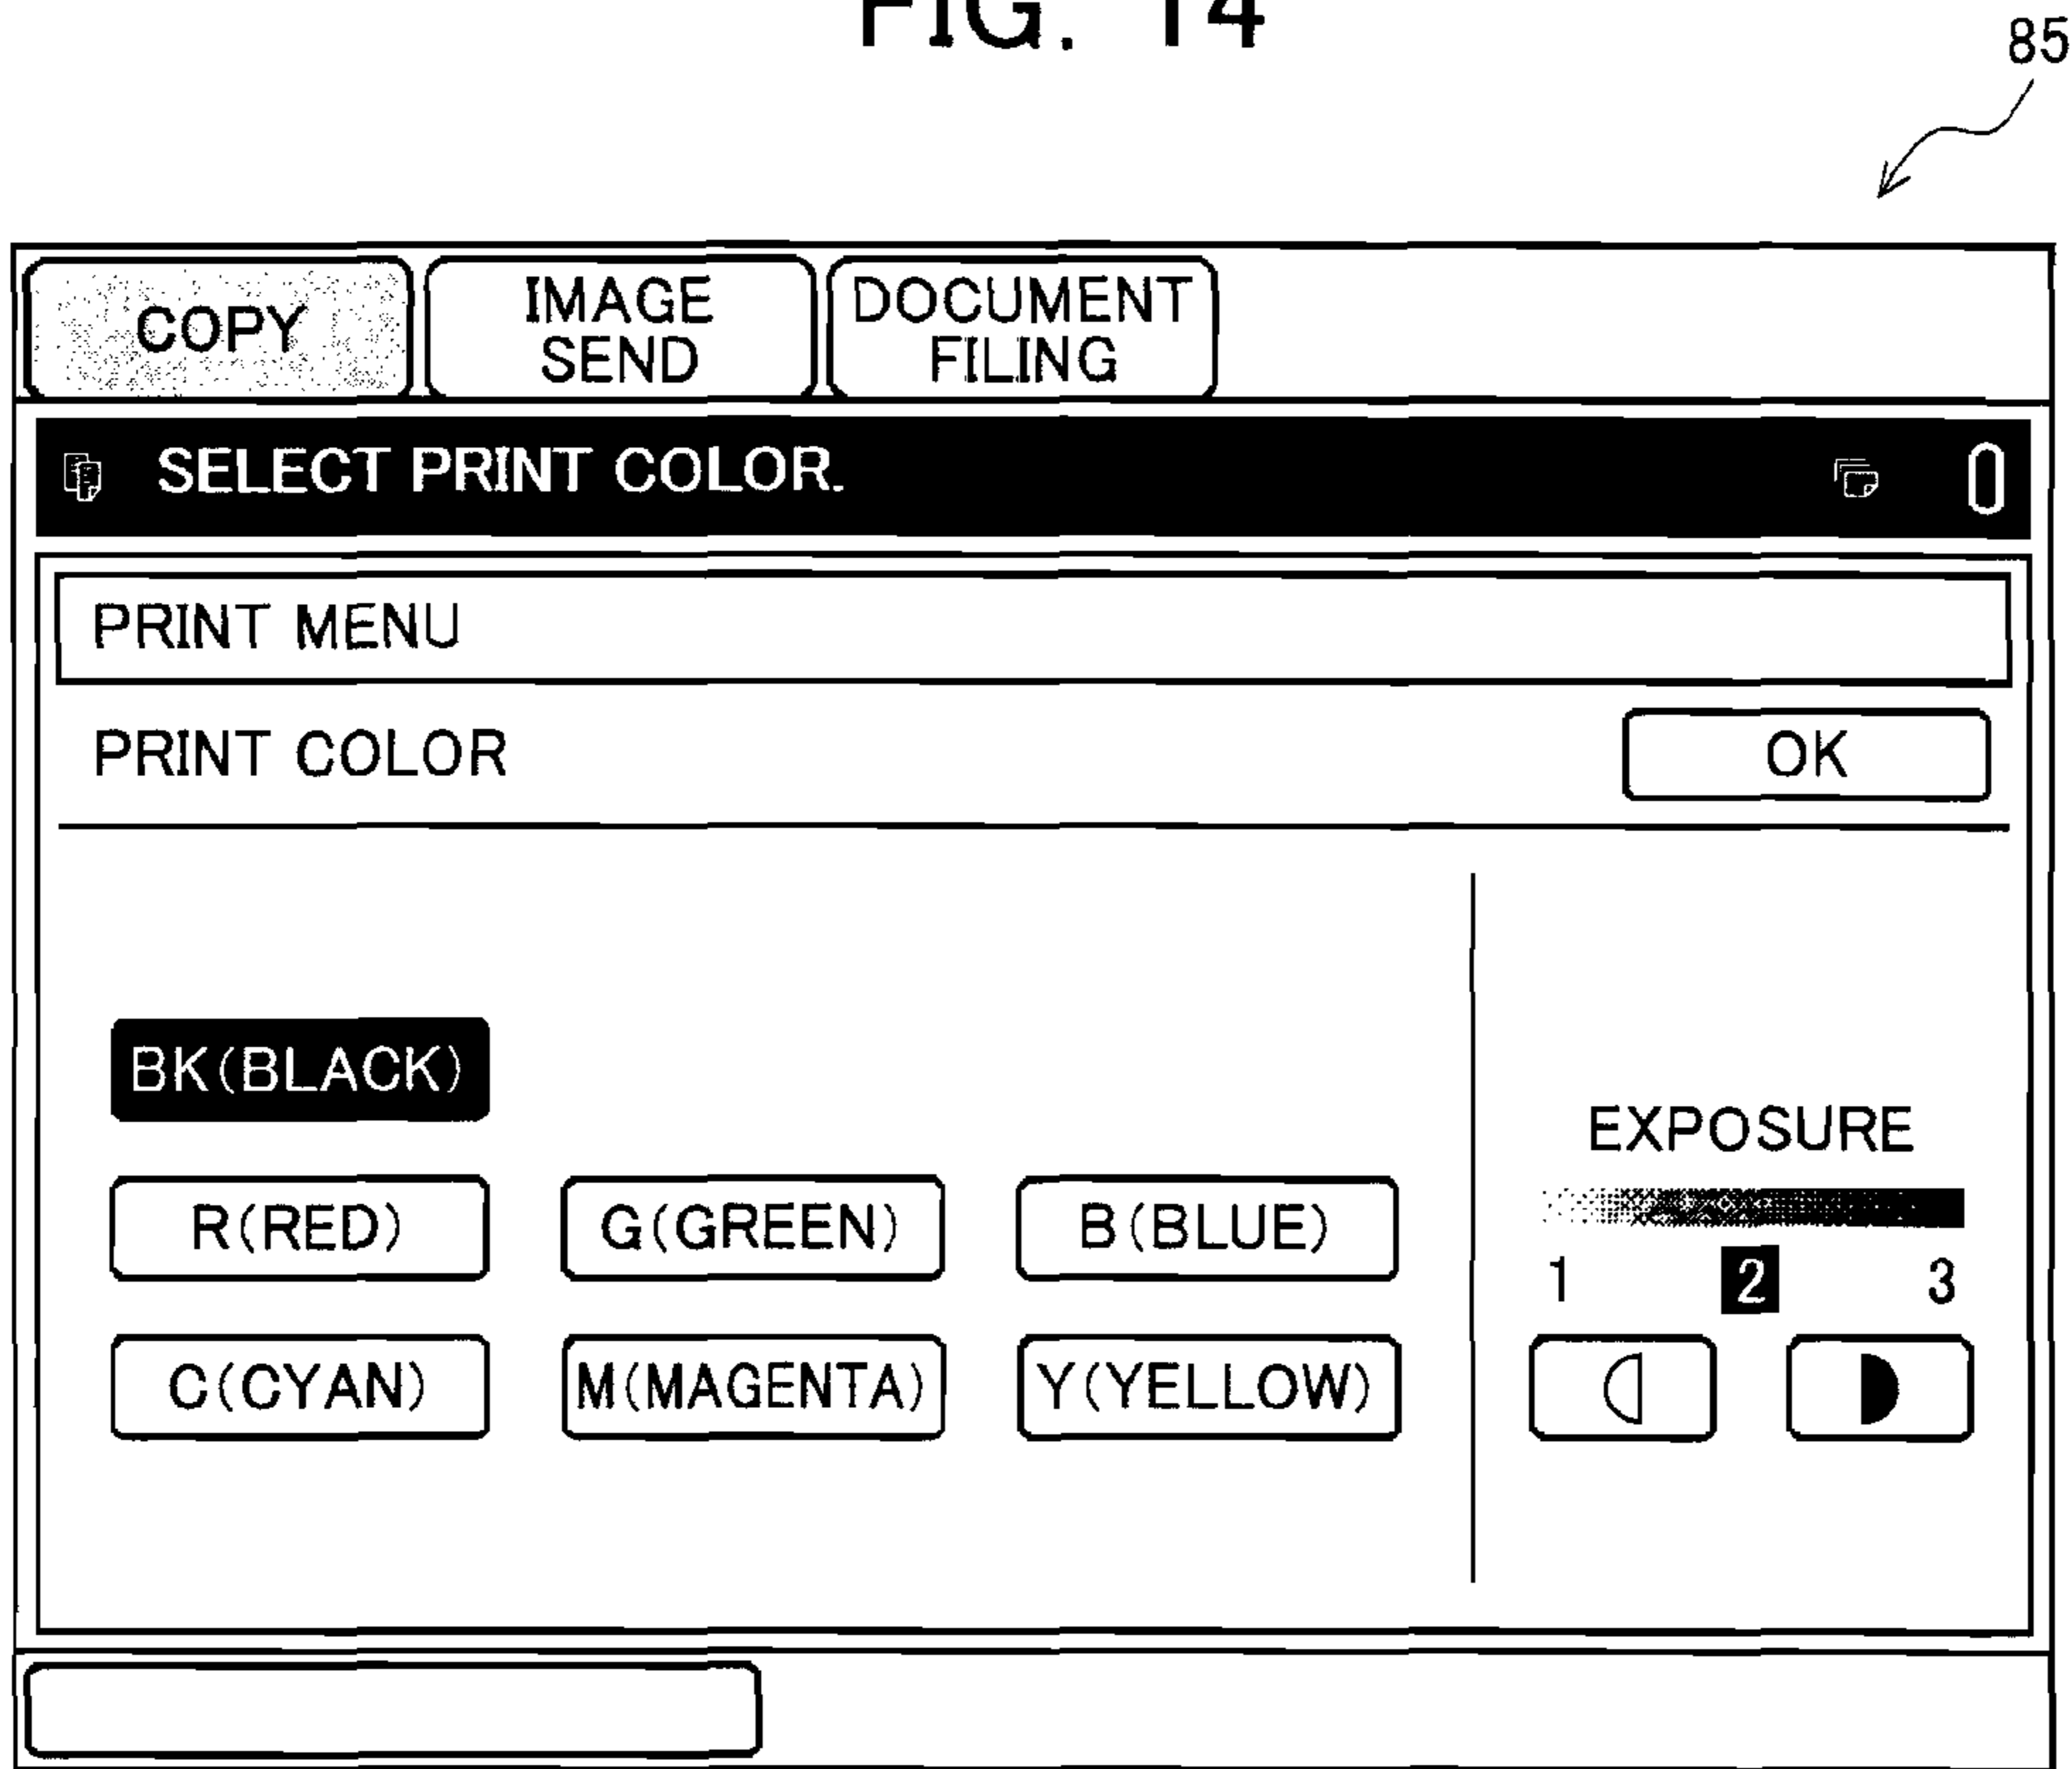 FIG. 14
85
COPY
IMAGE
SEND
DOCUMENT
FILING
SELECT PRINT COLOR.
0
PRINT MENU
PRINT COLOR
OK
BK(BLACK)
R(RED)
G(GREEN)
B(BLUE)
C(CYAN)
M(MAGENTA)
Y(YELLOW)
EXPOSURE
1
2
3